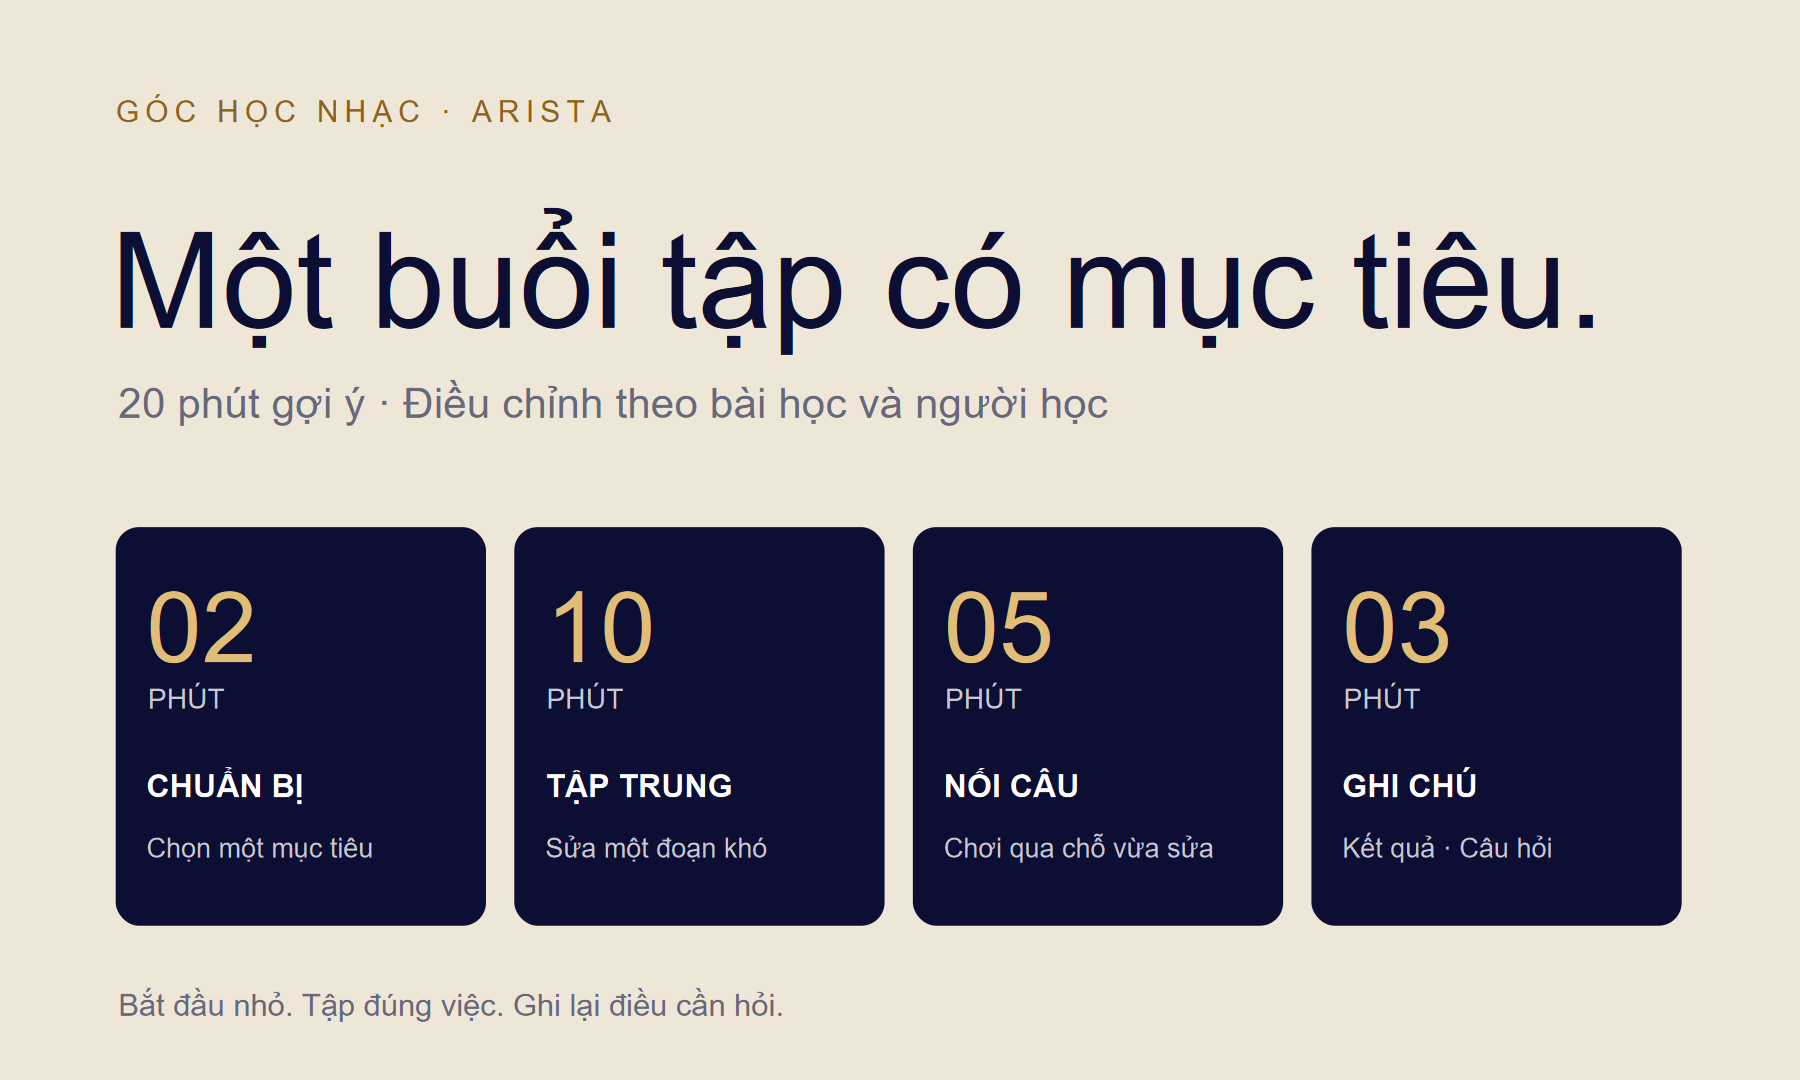 GÓC HỌC NHẠC · ARISTA
Một buổi tập có mục tiêu.
20 phút gợi ý · Điều chỉnh theo bài học và người học
02
PHÚT
CHUẨN BỊ
Chọn một mục tiêu
10
PHÚT
TẬP TRUNG
Sửa một đoạn khó
05
PHÚT
NỐI CÂU
Chơi qua chỗ vừa sửa
03
PHÚT
GHI CHÚ
Kết quả · Câu hỏi
Bắt đầu nhỏ. Tập đúng việc. Ghi lại điều cần hỏi.